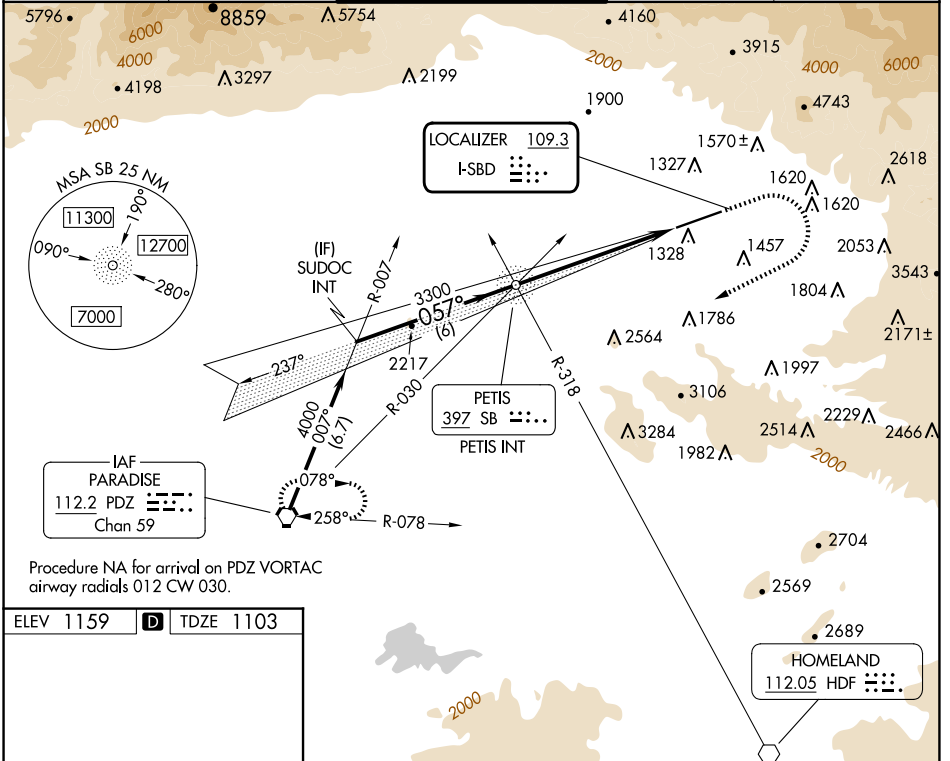 5796
8859
5754
4160
6000
4000
3297
2199
2000
3915
4000
6000
4198
2000
1900
4743
LOCALIZER 109.3
I-SBD
1570 ±
1327
2618
1620
1620
MSA SB 25 NM
11300
190°
090°
12700
280°
7000
(IF)
SUDOC
INT
R-007
3300
057°
(6)
1328
1457
2053
3543
1804
237°
2217
R-030
R-318
1786
2564
2171±
1997
4000
007°
(6.7)
PETIS
397 SB
PETIS INT
3106
3284
1982
2514
2229
2466
2000
IAF
PARADISE
112.2 PDZ
Chan 59
078°
258°
R-078
Procedure NA for arrival on PDZ VORTAC
airway radials 012 CW 030.
2704
2569
2689
ELEV 1159 D TDZE 1103
HOMELAND
112.05 HDF
2000